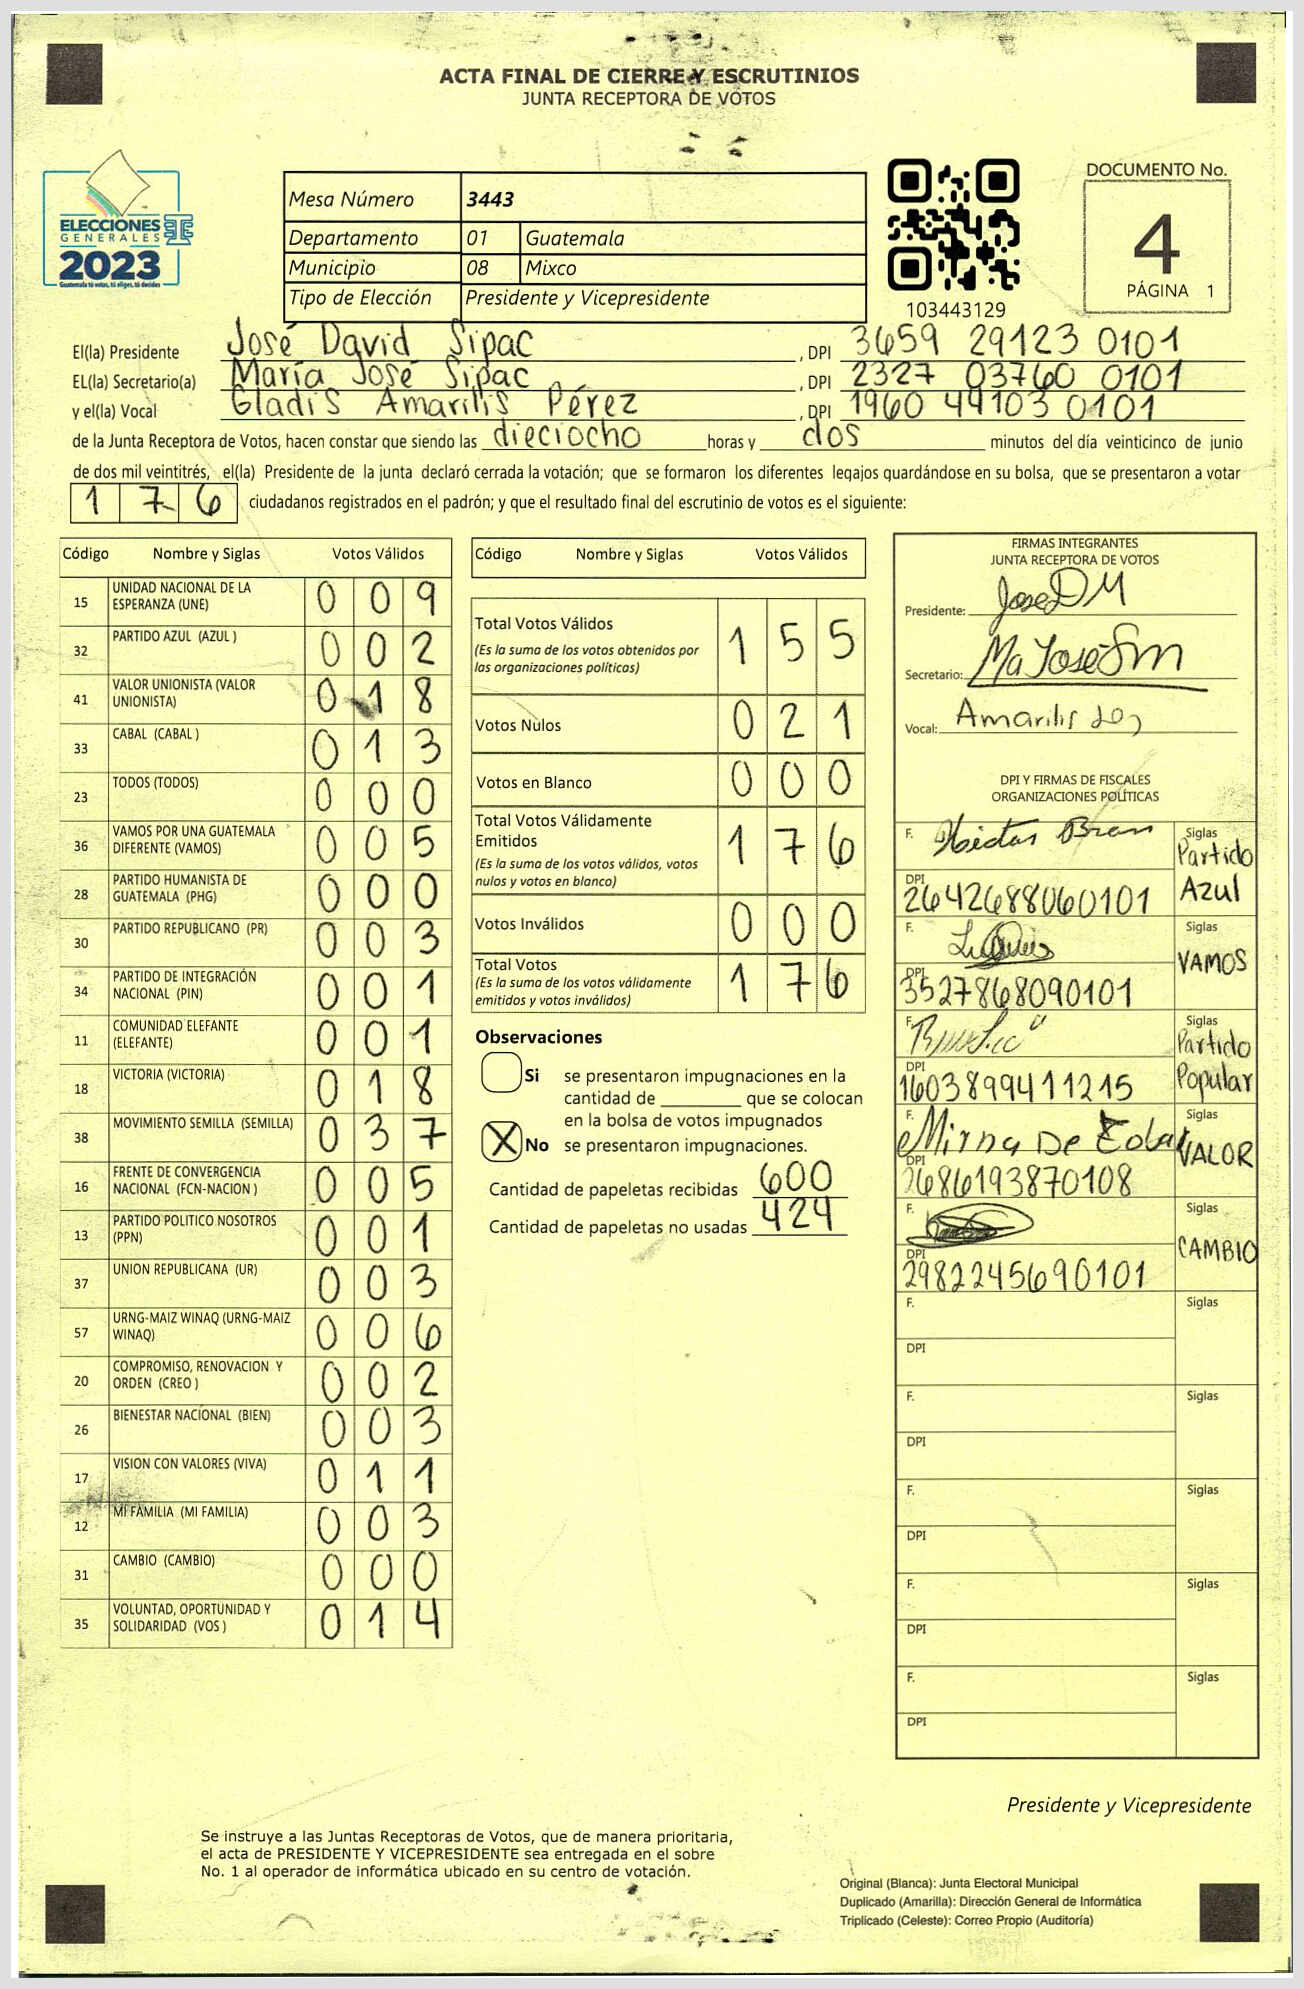 ACTA FINAL DE CIERRE Y ESCRUTINIOS
JUNTA RECEPTORA DE VOTOS
ELECCIONES
GENERALES
2023
Guatemala tú votas, tú eliges, tú decides
Mesa Número 3443
Departamento 01 Guatemala
Municipio 08 Mixco
Tipo de Elección Presidente y Vicepresidente
103443129
DOCUMENTO No.
4
PÁGINA 1
El(la) Presidente José David Sipac , DPI 3659 29123 0101
EL(la) Secretario(a) María José Sipac , DPI 2327 03760 0101
y el(la) Vocal Gladis Amarilis Pérez , DPI 1960 49103 0101
de la Junta Receptora de Votos, hacen constar que siendo las dieciocho horas y dos minutos del día veinticinco de junio
de dos mil veintitrés, el(la) Presidente de la junta declaró cerrada la votación; que se formaron los diferentes legajos guardándose en su bolsa, que se presentaron a votar
1 7 6 ciudadanos registrados en el padrón; y que el resultado final del escrutinio de votos es el siguiente:
Código Nombre y Siglas Votos Válidos
15 UNIDAD NACIONAL DE LA
ESPERANZA (UNE) 0 0 9
32 PARTIDO AZUL (AZUL ) 0 0 2
41 VALOR UNIONISTA (VALOR
UNIONISTA) 0 1 8
33 CABAL (CABAL ) 0 1 3
23 TODOS (TODOS) 0 0 0
36 VAMOS POR UNA GUATEMALA
DIFERENTE (VAMOS) 0 0 5
28 PARTIDO HUMANISTA DE
GUATEMALA (PHG) 0 0 0
30 PARTIDO REPUBLICANO (PR) 0 0 3
34 PARTIDO DE INTEGRACIÓN
NACIONAL (PIN) 0 0 1
11 COMUNIDAD ELEFANTE
(ELEFANTE) 0 0 1
18 VICTORIA (VICTORIA) 0 1 8
38 MOVIMIENTO SEMILLA (SEMILLA) 0 3 7
16 FRENTE DE CONVERGENCIA
NACIONAL (FCN-NACION ) 0 0 5
13 PARTIDO POLITICO NOSOTROS
(PPN) 0 0 1
37 UNION REPUBLICANA (UR) 0 0 3
57 URNG-MAIZ WINAQ (URNG-MAIZ
WINAQ) 0 0 6
20 COMPROMISO, RENOVACION Y
ORDEN (CREO ) 0 0 2
26 BIENESTAR NACIONAL (BIEN) 0 0 3
17 VISION CON VALORES (VIVA) 0 1 1
12 MI FAMILIA (MI FAMILIA) 0 0 3
31 CAMBIO (CAMBIO) 0 0 0
35 VOLUNTAD, OPORTUNIDAD Y
SOLIDARIDAD (VOS ) 0 1 4
Código Nombre y Siglas Votos Válidos
Total Votos Válidos 1 5 5
(Es la suma de los votos obtenidos por
las organizaciones políticas)
Votos Nulos 0 2 1
Votos en Blanco 0 0 0
Total Votos Válidamente
Emitidos 1 7 6
(Es la suma de los votos válidos, votos
nulos y votos en blanco)
Votos Inválidos 0 0 0
Total Votos 1 7 6
(Es la suma de los votos válidamente
emitidos y votos inválidos)
Observaciones
Si se presentaron impugnaciones en la
cantidad de ________ que se colocan
en la bolsa de votos impugnados
X No se presentaron impugnaciones.
Cantidad de papeletas recibidas 600
Cantidad de papeletas no usadas 424
FIRMAS INTEGRANTES
JUNTA RECEPTORA DE VOTOS
Presidente: Jose D M
Secretario: Ma José Sm
Vocal: Amarilis
DPI Y FIRMAS DE FISCALES
ORGANIZACIONES POLÍTICAS
F. Bran Siglas
Partido
Azul
DPI
2642688060101
F. Siglas
VAMOS
DPI
3527868090101
F. Siglas
Partido
Popular
DPI
1603899411215
F. Mirna De Siglas
VALOR
DPI
2686193870108
F. Siglas
CAMBIO
DPI
2982245690101
F. Siglas
DPI
F. Siglas
DPI
F. Siglas
DPI
F. Siglas
DPI
F. Siglas
DPI
Presidente y Vicepresidente
Se instruye a las Juntas Receptoras de Votos, que de manera prioritaria,
el acta de PRESIDENTE Y VICEPRESIDENTE sea entregada en el sobre
No. 1 al operador de informática ubicado en su centro de votación.
Original (Blanca): Junta Electoral Municipal
Duplicado (Amarilla): Dirección General de Informática
Triplicado (Celeste): Correo Propio (Auditoría)